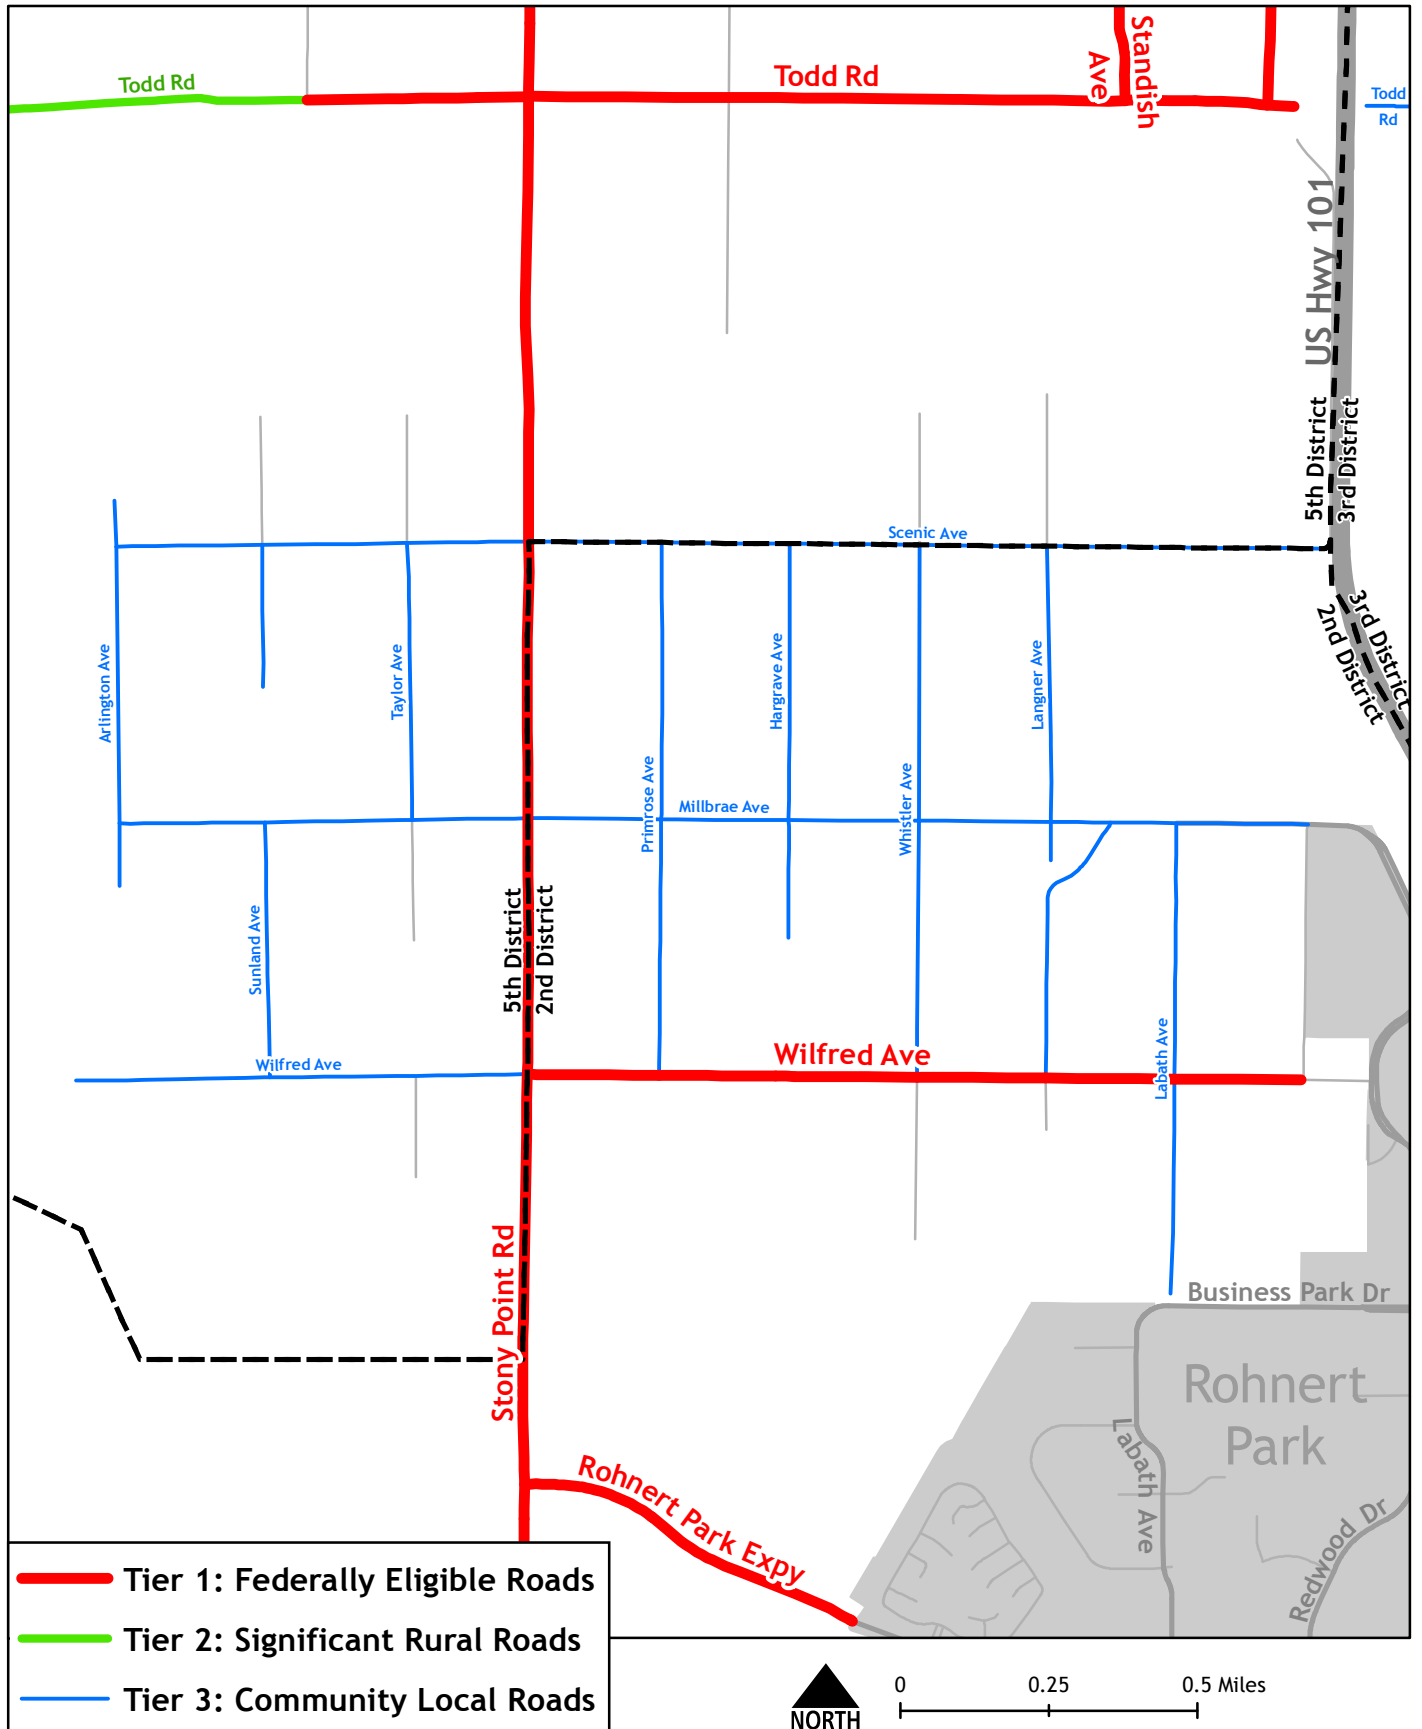 Todd Rd
Todd Rd
Standish
Ave
Todd
Rd
US Hwy 101
5th District
3rd District
Scenic Ave
3rd District
2nd District
Arlington Ave
Taylor Ave
Hargrave Ave
Langner Ave
Primrose Ave
Millbrae Ave
Whistler Ave
Sunland Ave
5th District
2nd District
Wilfred Ave
Wilfred Ave
Labath Ave
Stony Point Rd
Business Park Dr
Rohnert
Park
Labath Ave
Redwood Dr
Rohnert Park Expy
Tier 1: Federally Eligible Roads
Tier 2: Significant Rural Roads
Tier 3: Community Local Roads
NORTH
0 0.25 0.5 Miles